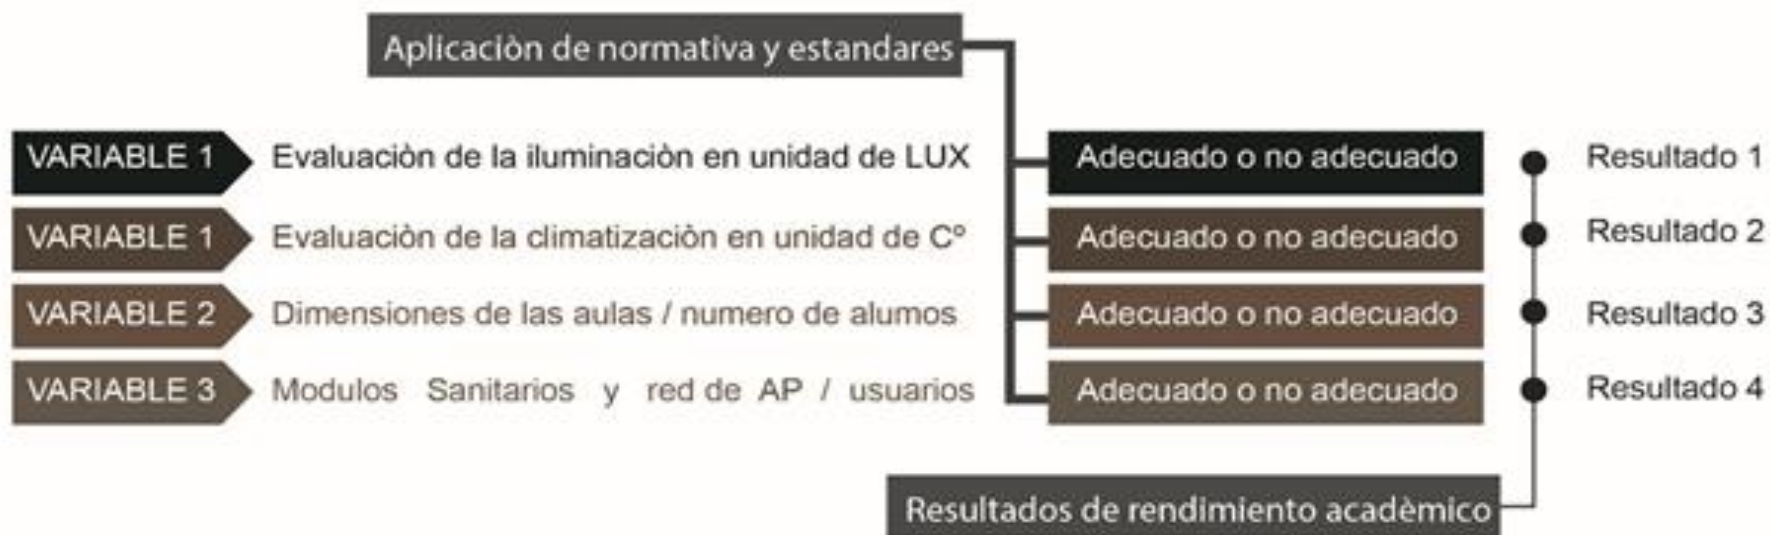 Aplicaciòn de normativa y estandares
VARIABLE 1 Evaluaciòn de la iluminaciòn en unidad de LUX Adecuado o no adecuado Resultado 1
VARIABLE 1 Evaluaciòn de la climatizaciòn en unidad de Cº Adecuado o no adecuado Resultado 2
VARIABLE 2 Dimensiones de las aulas / numero de alumos Adecuado o no adecuado Resultado 3
VARIABLE 3 Modulos Sanitarios y red de AP / usuarios Adecuado o no adecuado Resultado 4
Resultados de rendimiento acadèmico